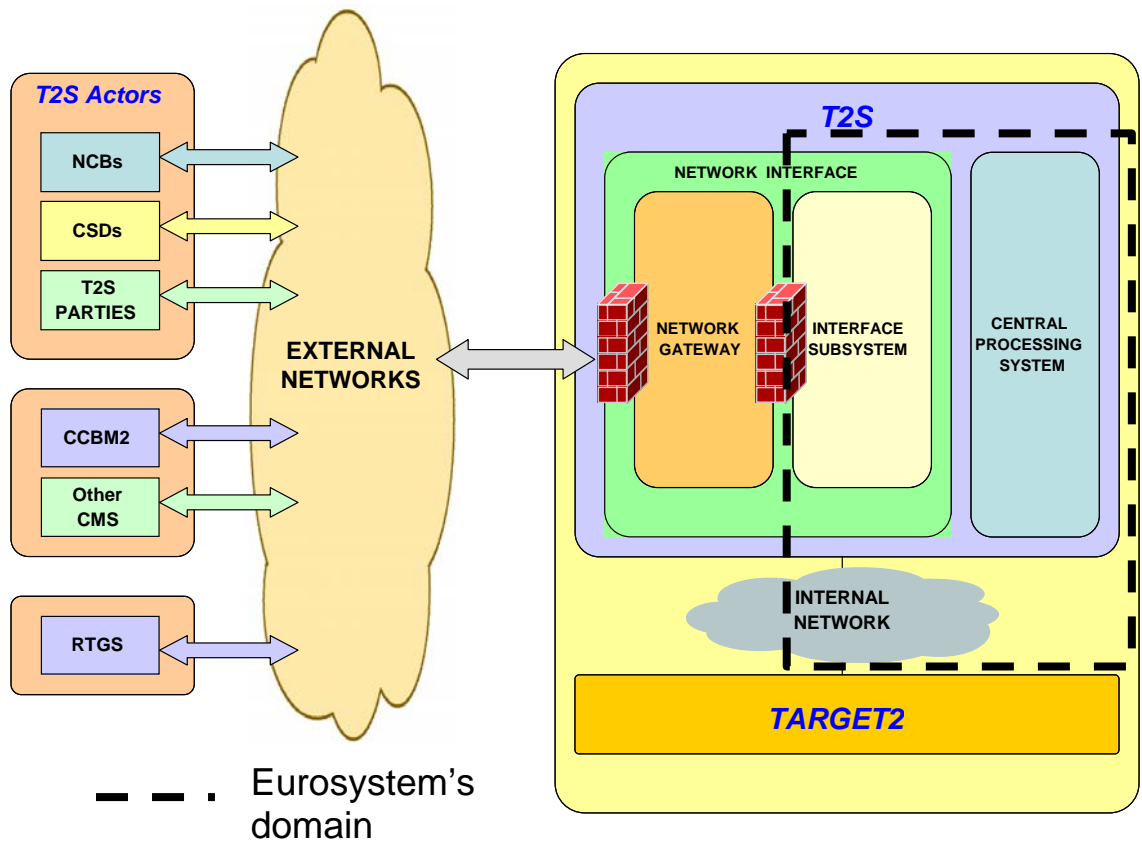 T2S Actors
NCBs
CSDs
T2S
PARTIES
CCBM2
Other
CMS
RTGS
EXTERNAL
NETWORKS
T2S
NETWORK INTERFACE
NETWORK
GATEWAY
INTERFACE
SUBSYSTEM
CENTRAL
PROCESSING
SYSTEM
INTERNAL
NETWORK
TARGET2
Eurosystem’s
domain